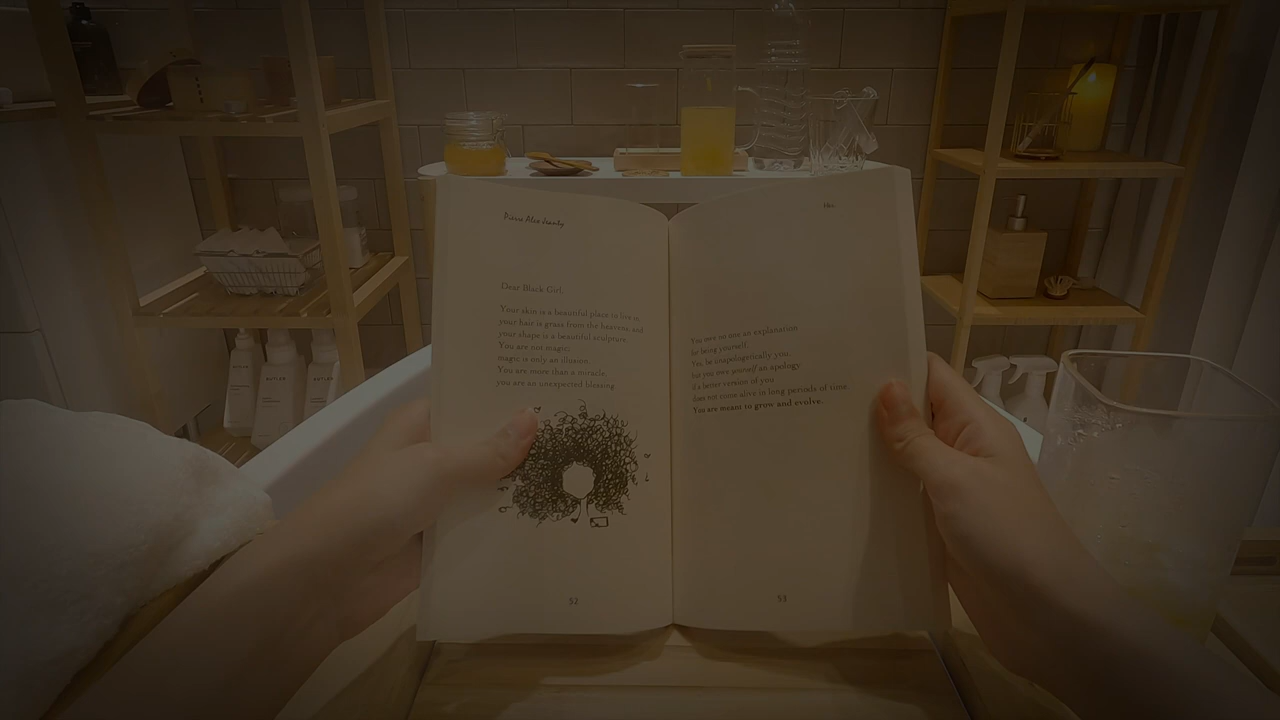 Pierre Alex Jeanty
Dear Black Girl,
Your skin is a beautiful place to live in,
your hair is grass from the heavens, and
your shape is a beautiful sculpture.
You are not magic;
magic is only an illusion.
You are more than a miracle,
you are an unexpected blessing
52
Her
You owe no one an explanation
for being yourself.
Yes, be unapologetically you,
but you owe yourself an apology
if a better version of you
does not come alive in long periods of time.
You are meant to grow and evolve.
53